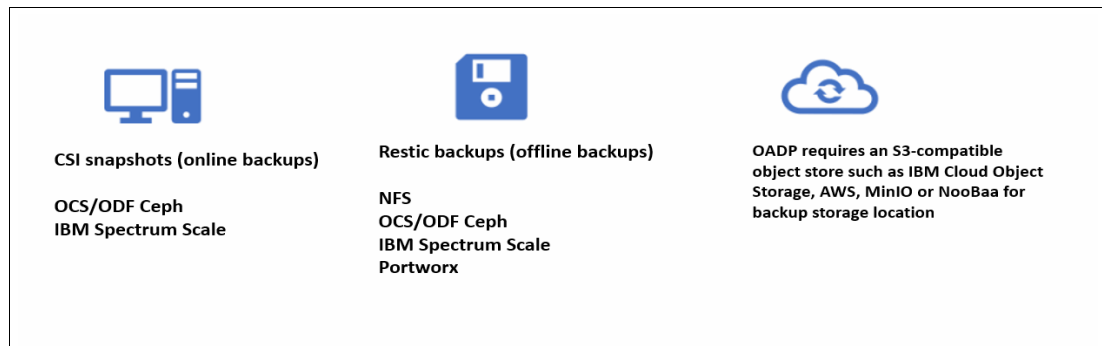 CSI snapshots (online backups)
OCS/ODF Ceph
IBM Spectrum Scale
Restic backups (offline backups)
NFS
OCS/ODF Ceph
IBM Spectrum Scale
Portworx
OADP requires an S3-compatible
object store such as IBM Cloud Object
Storage, AWS, MinIO or NooBaa for
backup storage location